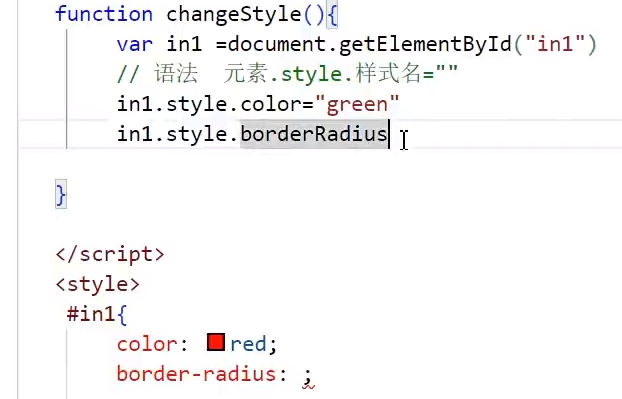 function changeStyle(){
var in1 =document.getElementById("in1")
// 语法 元素.style.样式名=""
in1.style.color="green"
in1.style.borderRadius
}
</script>
<style>
#in1{
color: red;
border-radius: ;